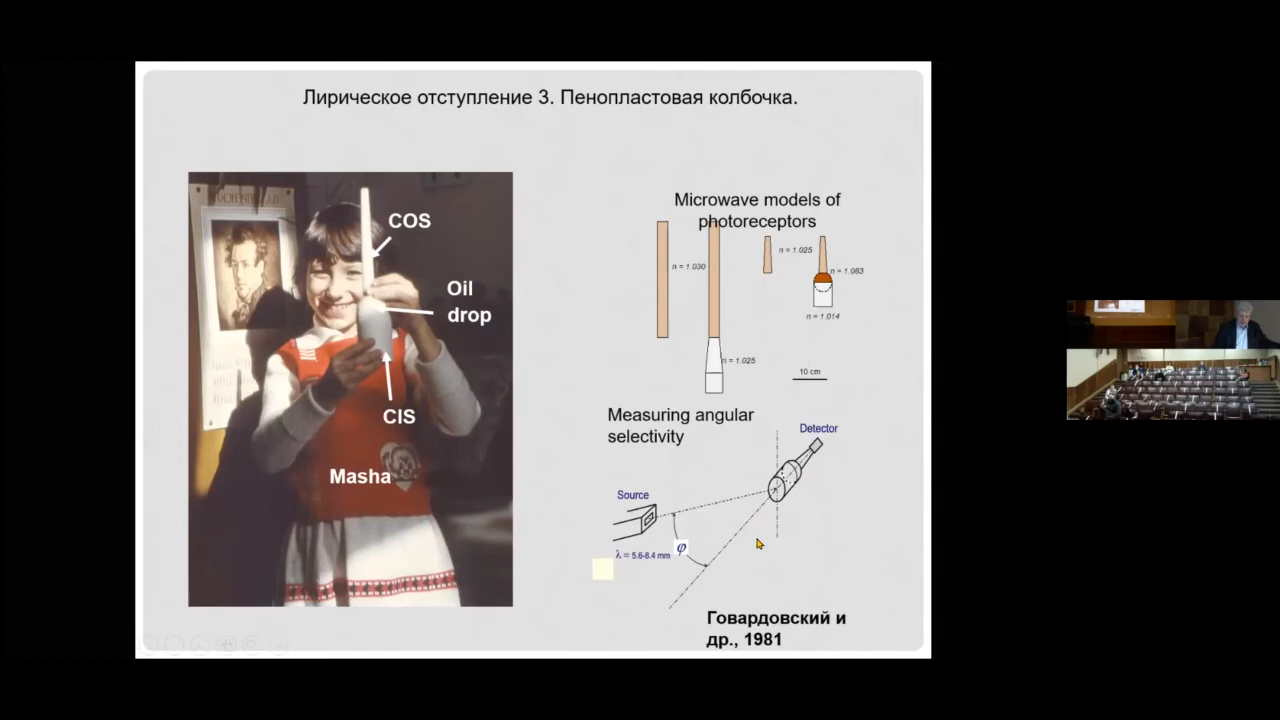 Лирическое отступление 3. Пенопластовая колбочка.
COS
Oil
drop
CIS
Masha
Microwave models of
photoreceptors
n = 1.030
n = 1.025
n = 1.025
n = 1.083
n = 1.014
10 cm
Measuring angular
selectivity
Detector
Source
λ = 5.6-8.4 mm
φ
Говардовский и
др., 1981